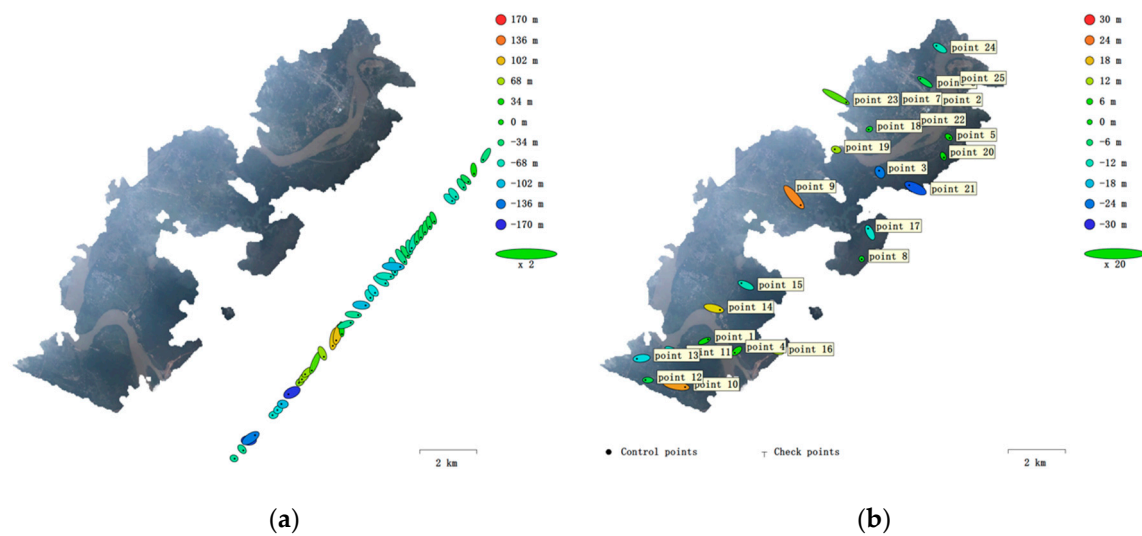 170 m
136 m
102 m
68 m
34 m
0 m
-34 m
-68 m
-102 m
-136 m
-170 m
x 2
2 km
(a)
30 m
24 m
18 m
12 m
6 m
0 m
-6 m
-12 m
-18 m
-24 m
-30 m
x 20
point 24
point 25
point 23
point 7
point 2
point 22
point 18
point 5
point 19
point 20
point 3
point 9
point 21
point 17
point 8
point 15
point 14
point 1
point 4
point 16
point 11
point 13
point 12
point 10
Control points
Check points
2 km
(b)